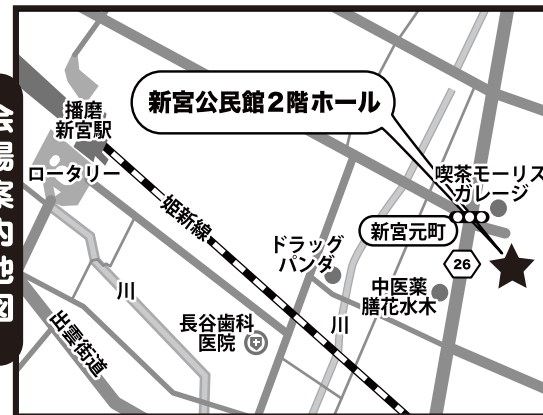 会場案内地図
新宮公民館2階ホール
播磨
新宮駅
ロータリー
姫新線
喫茶モーリス
ガレージ
新宮元町
26
ドラッグ
パンダ
中医薬
膳花水木
川
川
長谷歯科
医院
出雲街道